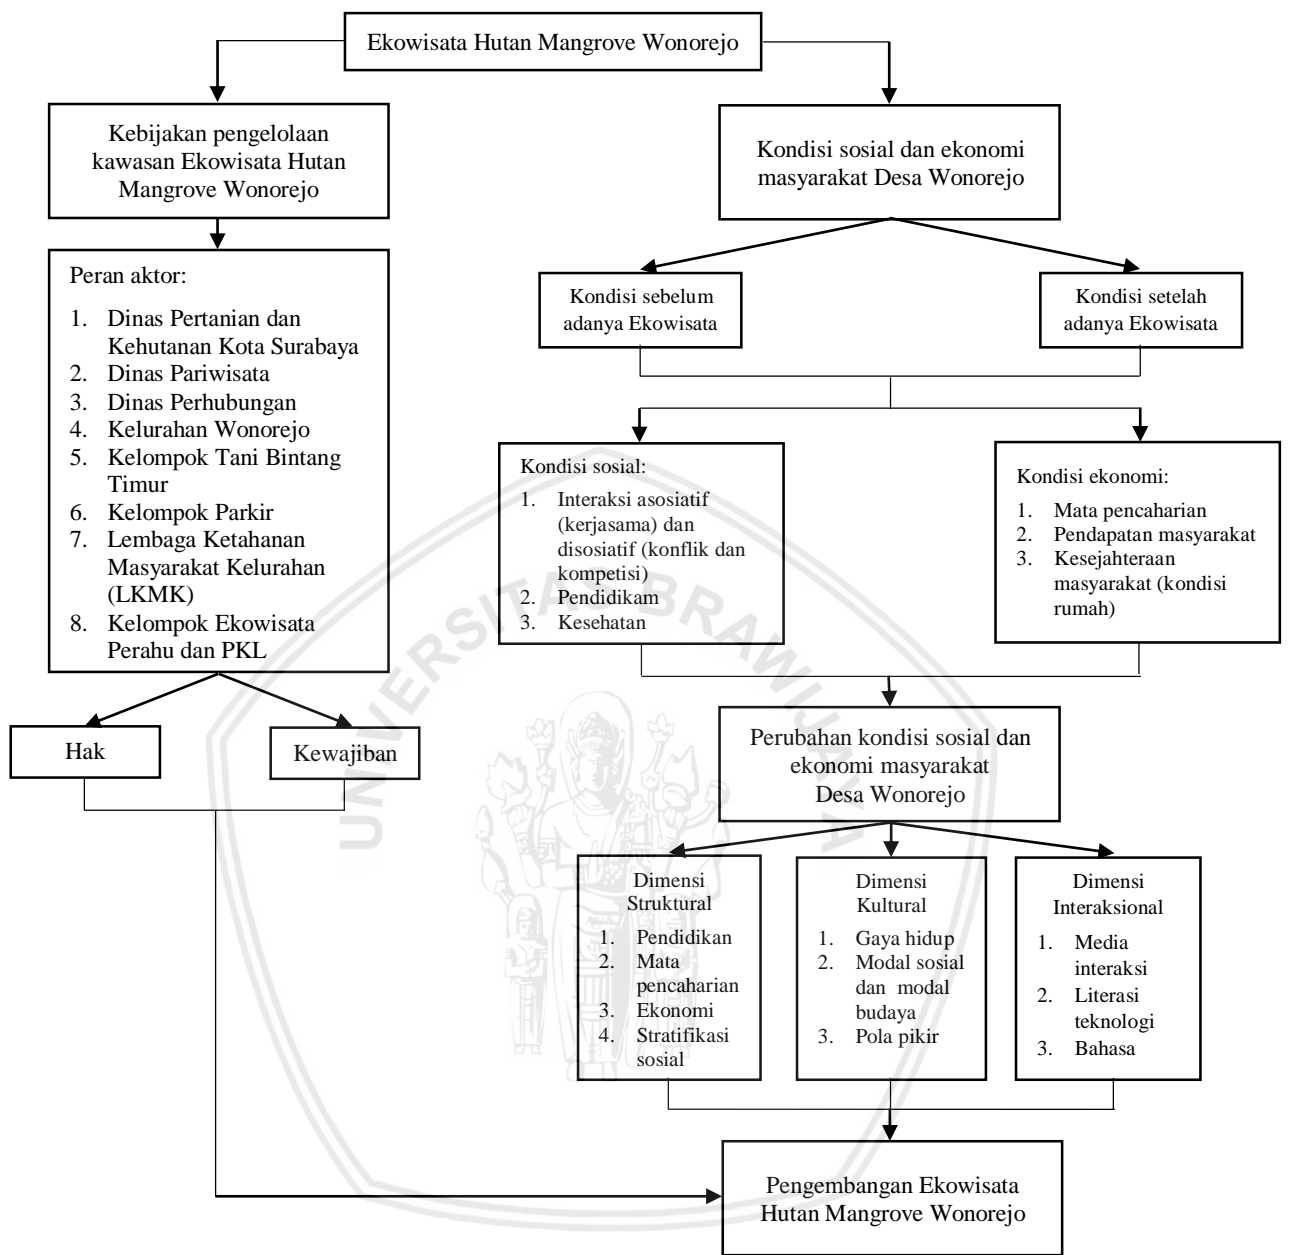 Ekowisata Hutan Mangrove Wonorejo
Kebijakan pengelolaan
kawasan Ekowisata Hutan
Mangrove Wonorejo
Peran aktor:
1. Dinas Pertanian dan
Kehutanan Kota Surabaya
2. Dinas Pariwisata
3. Dinas Perhubungan
4. Kelurahan Wonorejo
5. Kelompok Tani Bintang
Timur
6. Kelompok Parkir
7. Lembaga Ketahanan
Masyarakat Kelurahan
(LKMK)
8. Kelompok Ekowisata
Perahu dan PKL
Hak
Kewajiban
Kondisi sosial dan ekonomi
masyarakat Desa Wonorejo
Kondisi sebelum
adanya Ekowisata
Kondisi setelah
adanya Ekowisata
Kondisi sosial:
1. Interaksi asosiatif
(kerjasama) dan
disosiatif (konflik dan
kompetisi)
2. Pendidikam
3. Kesehatan
Kondisi ekonomi:
1. Mata pencaharian
2. Pendapatan masyarakat
3. Kesejahteraan
masyarakat (kondisi
rumah)
Perubahan kondisi sosial dan
ekonomi masyarakat
Desa Wonorejo
Dimensi
Struktural
1. Pendidikan
2. Mata
pencaharian
3. Ekonomi
4. Stratifikasi
sosial
Dimensi
Kultural
1. Gaya hidup
2. Modal sosial
dan modal
budaya
3. Pola pikir
Dimensi
Interaksional
1. Media
interaksi
2. Literasi
teknologi
3. Bahasa
Pengembangan Ekowisata
Hutan Mangrove Wonorejo
UNIVERSITAS BRAWIJAYA